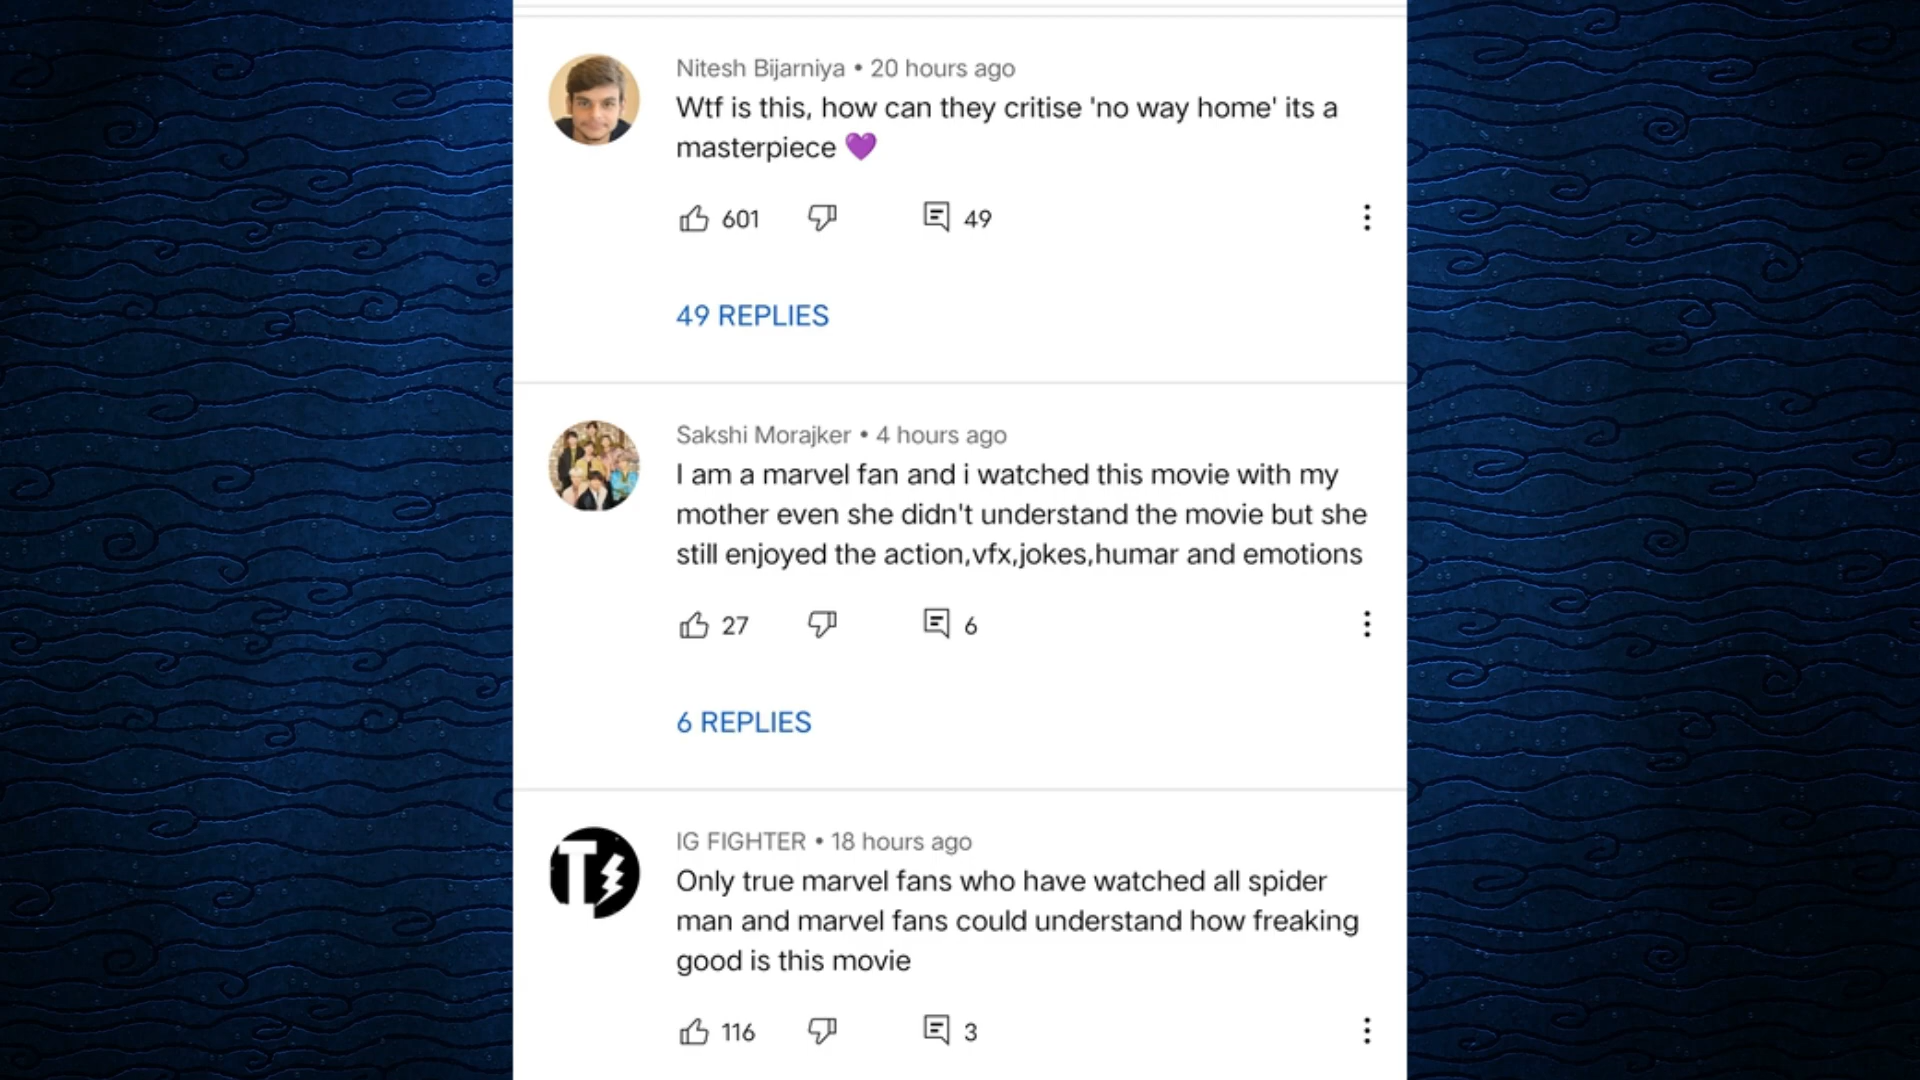 Nitesh Bijarniya • 20 hours ago
Wtf is this, how can they critise 'no way home' its a
masterpiece 💜
601 49
49 REPLIES
Sakshi Morajker • 4 hours ago
I am a marvel fan and i watched this movie with my
mother even she didn't understand the movie but she
still enjoyed the action,vfx,jokes,humar and emotions
27 6
6 REPLIES
IG FIGHTER • 18 hours ago
Only true marvel fans who have watched all spider
man and marvel fans could understand how freaking
good is this movie
116 3